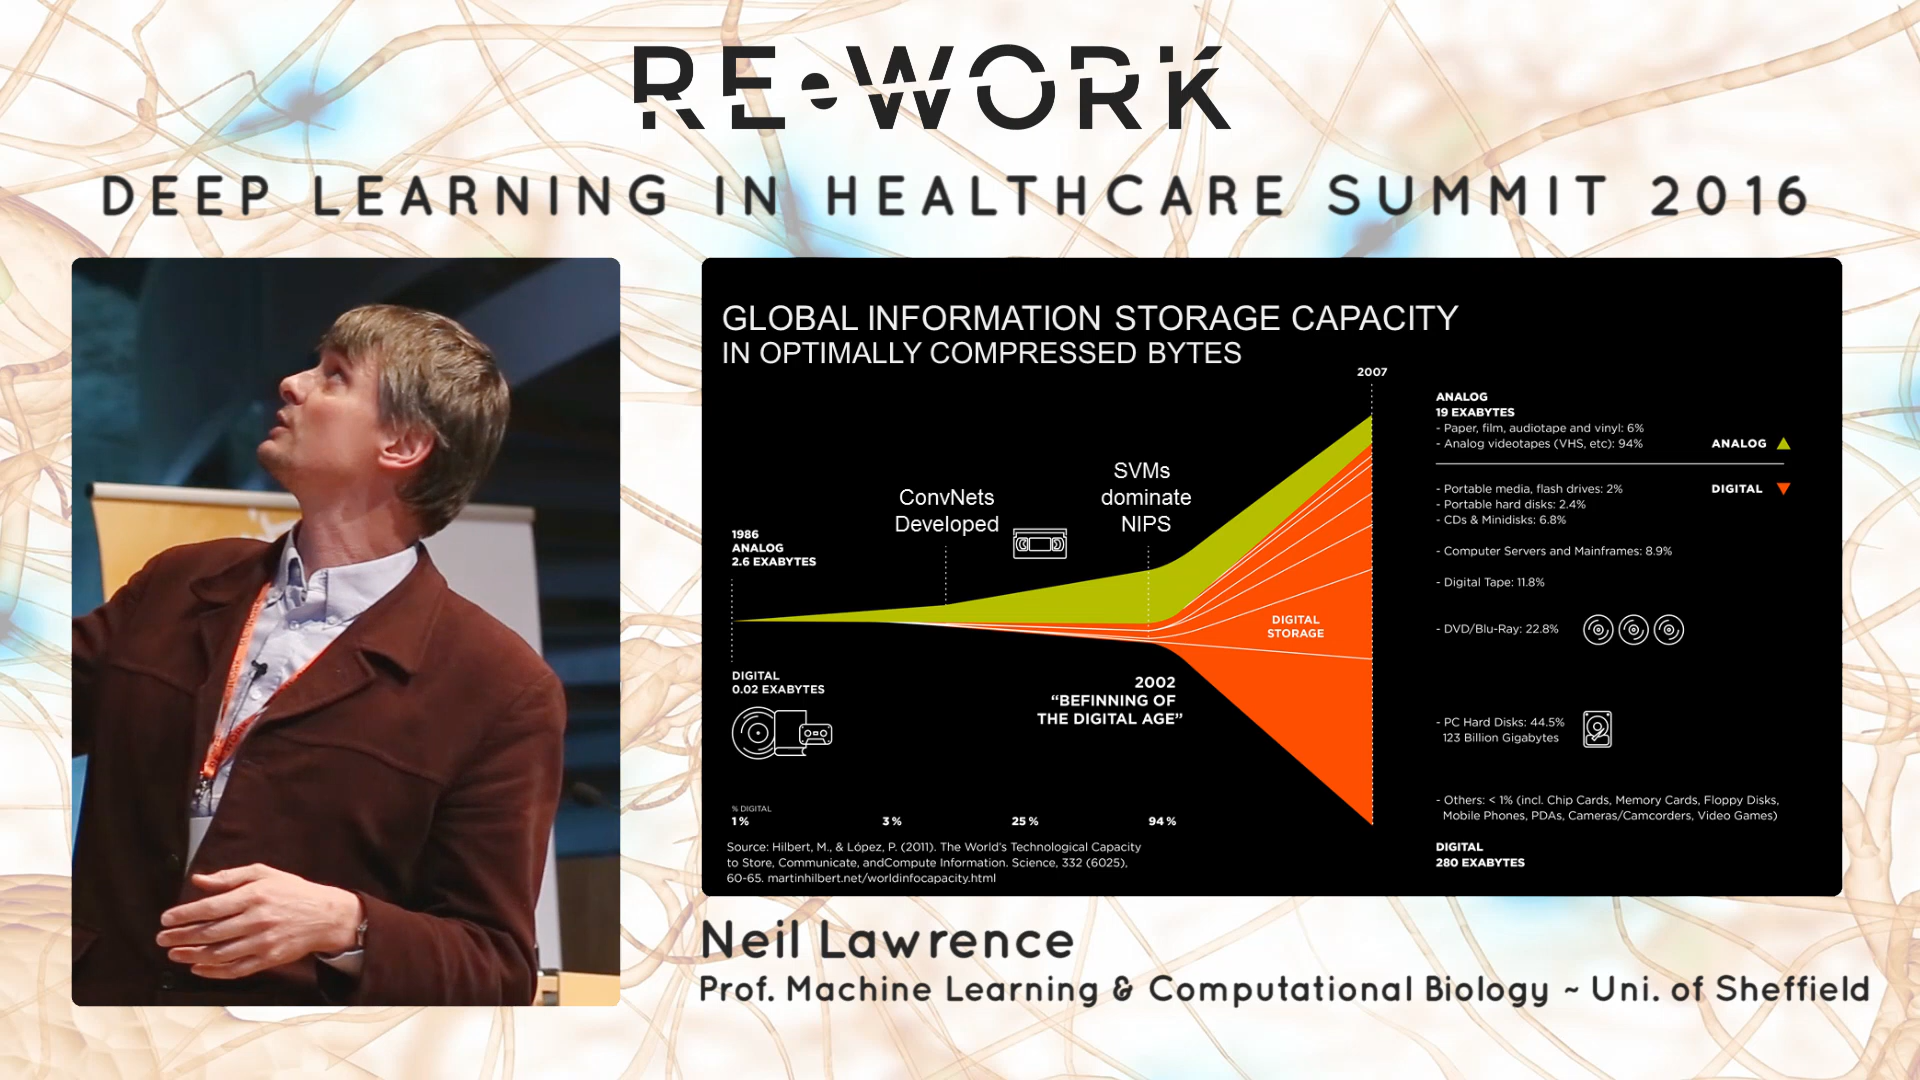 RE•WORK
DEEP LEARNING IN HEALTHCARE SUMMIT 2016
GLOBAL INFORMATION STORAGE CAPACITY
IN OPTIMALLY COMPRESSED BYTES
2007
ANALOG
19 EXABYTES
- Paper, film, audiotape and vinyl: 6%
- Analog videotapes (VHS, etc): 94%
ANALOG
DIGITAL
- Portable media, flash drives: 2%
- Portable hard disks: 2.4%
- CDs & Minidisks: 6.8%
- Computer Servers and Mainframes: 8.9%
- Digital Tape: 11.8%
- DVD/Blu-Ray: 22.8%
- PC Hard Disks: 44.5%
123 Billion Gigabytes
- Others: < 1% (incl. Chip Cards, Memory Cards, Floppy Disks,
Mobile Phones, PDAs, Cameras/Camcorders, Video Games)
DIGITAL
280 EXABYTES
SVMs
dominate
NIPS
ConvNets
Developed
1986
ANALOG
2.6 EXABYTES
DIGITAL
STORAGE
DIGITAL
0.02 EXABYTES
2002
“BEFINNING OF
THE DIGITAL AGE”
% DIGITAL
1 % 3 % 25 % 94 %
Source: Hilbert, M., & López, P. (2011). The World’s Technological Capacity
to Store, Communicate, andCompute Information. Science, 332 (6025),
60-65. martinhilbert.net/worldinfocapacity.html
Neil Lawrence
Prof. Machine Learning & Computational Biology ~ Uni. of Sheffield